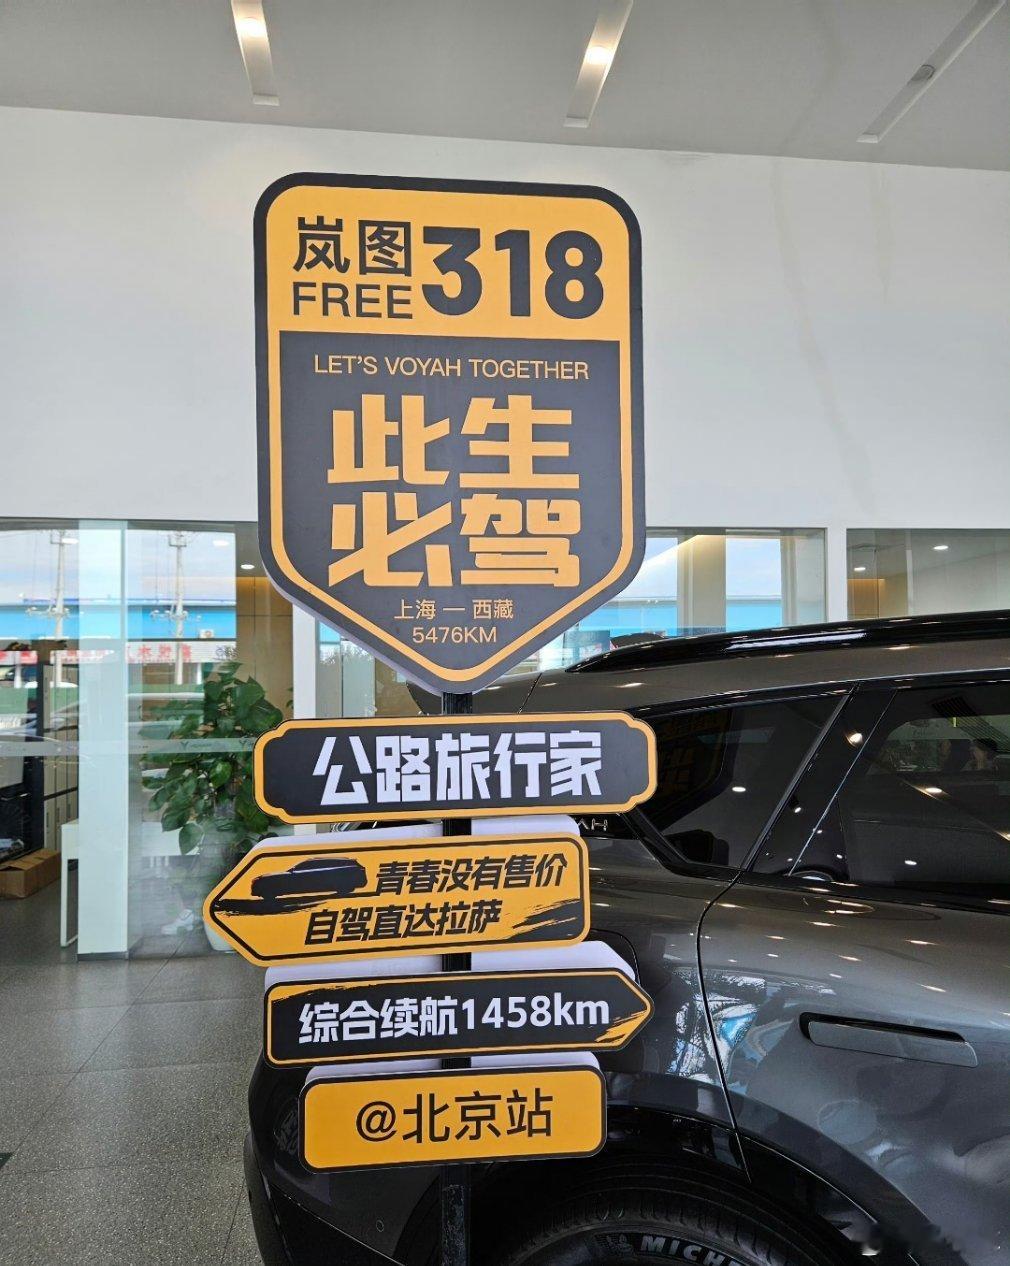 岚图
FREE
318
LET'S VOYAH TOGETHER
此生
必驾
上海 — 西藏
5476KM
公路旅行家
青春没有售价
自驾直达拉萨
综合续航1458km
@北京站
AH
MICH